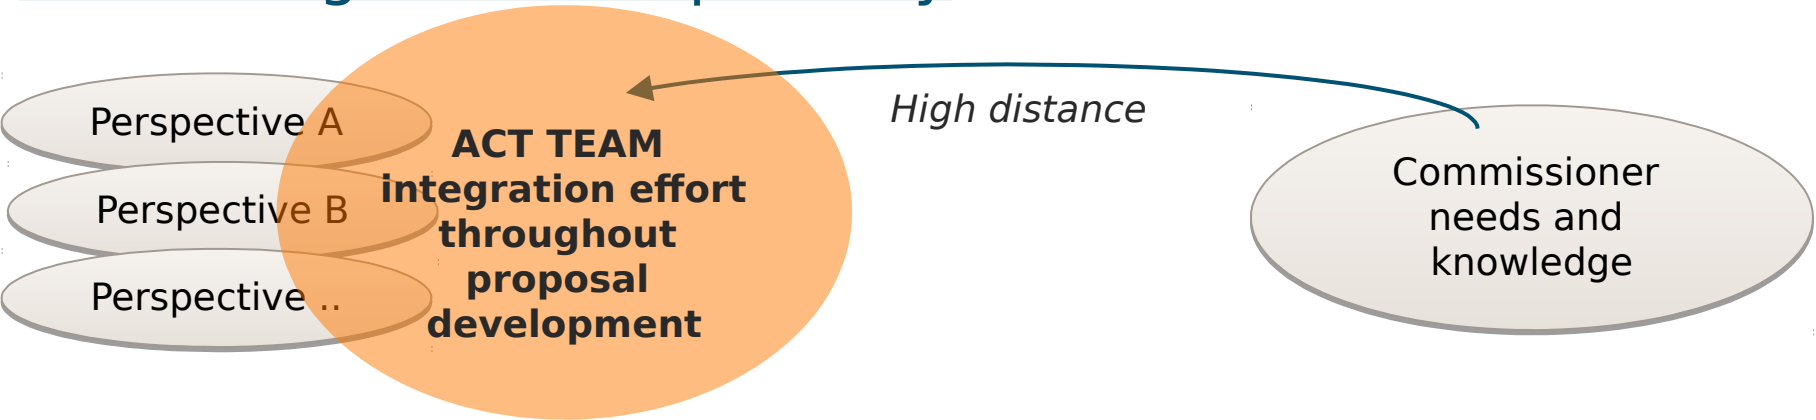 Perspective A
Perspective B
Perspective ..
ACT TEAM
integration effort
throughout
proposal
development
High distance
Commissioner
needs and
knowledge